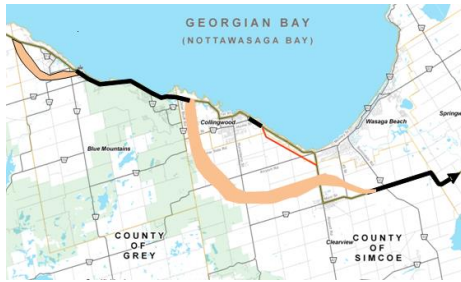 GEORGIAN BAY
(NOTTAWASAGA BAY)
Collingwood
Wasaga Beach
Blue Mountains
COUNTY
OF
GREY
Clearview
COUNTY
OF
SIMCOE